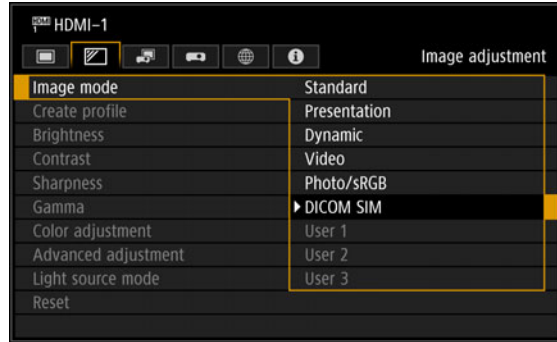 HDMI-1
Image adjustment
Image mode
Standard
Create profile
Presentation
Brightness
Dynamic
Contrast
Video
Sharpness
Photo/sRGB
Gamma
DICOM SIM
Color adjustment
User 1
Advanced adjustment
User 2
Light source mode
User 3
Reset